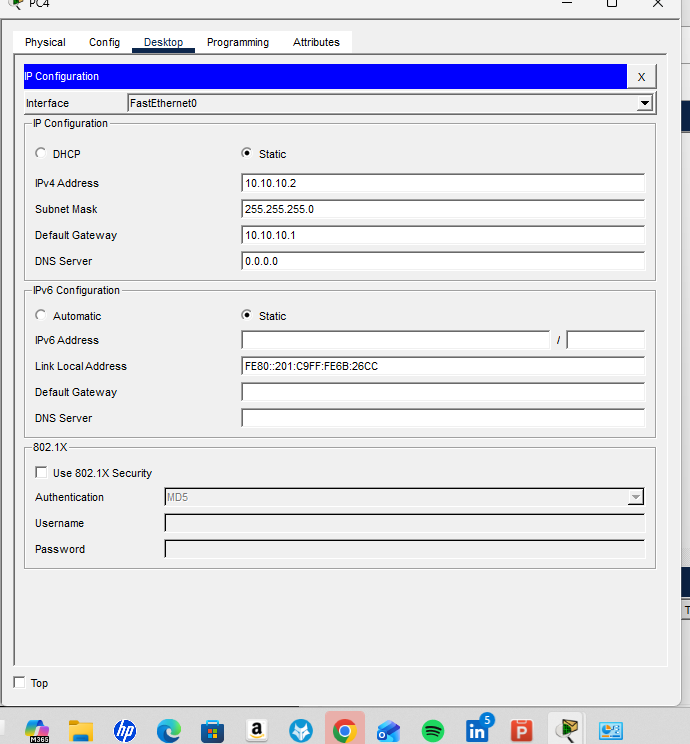 PC4
Physical Config Desktop Programming Attributes
IP Configuration X
Interface FastEthernet0
IP Configuration
DHCP Static
IPv4 Address 10.10.10.2
Subnet Mask 255.255.255.0
Default Gateway 10.10.10.1
DNS Server 0.0.0.0
IPv6 Configuration
Automatic Static
IPv6 Address /
Link Local Address FE80::201:C9FF:FE6B:26CC
Default Gateway
DNS Server
802.1X
Use 802.1X Security
Authentication MD5
Username
Password
T
Top
M365 hp a in 5 P